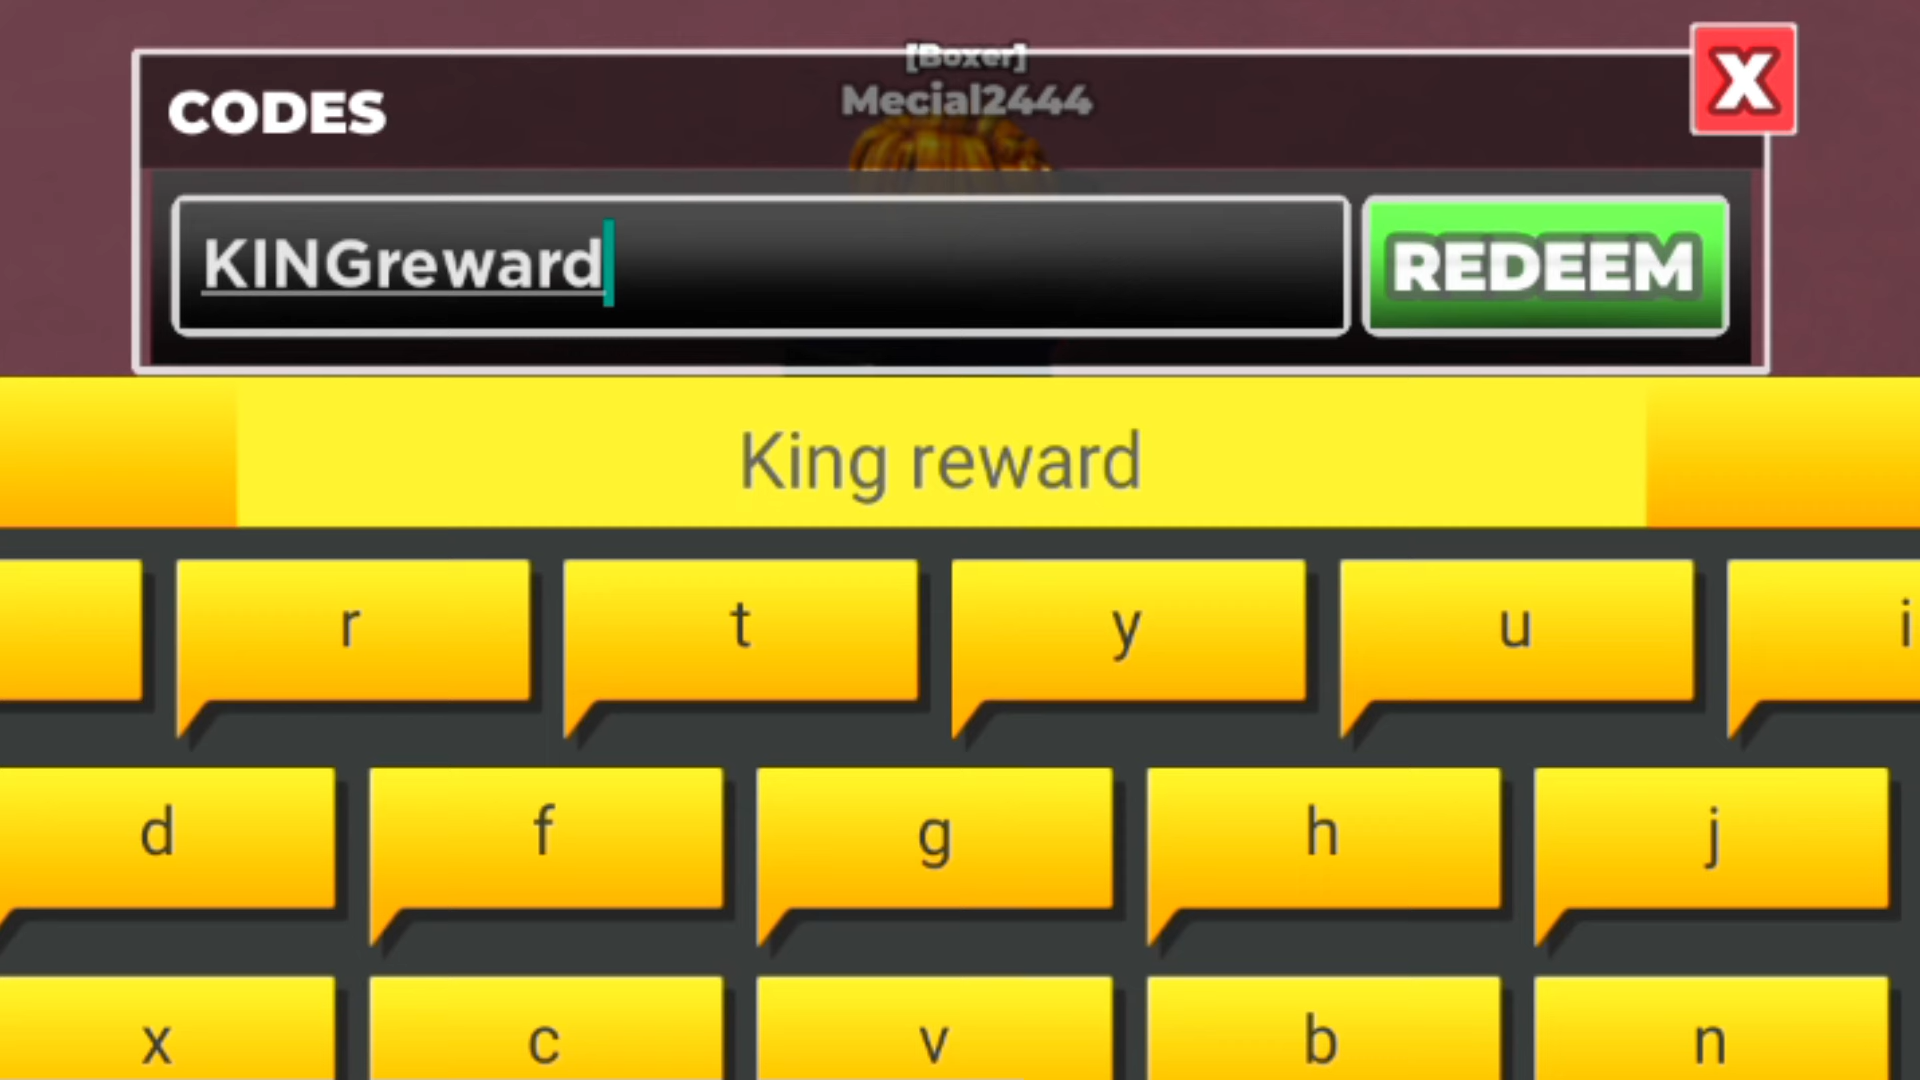 [Boxer]
Mecial2444
X
CODES
KINGreward
REDEEM
King reward
r t y u i
d f g h j
x c v b n